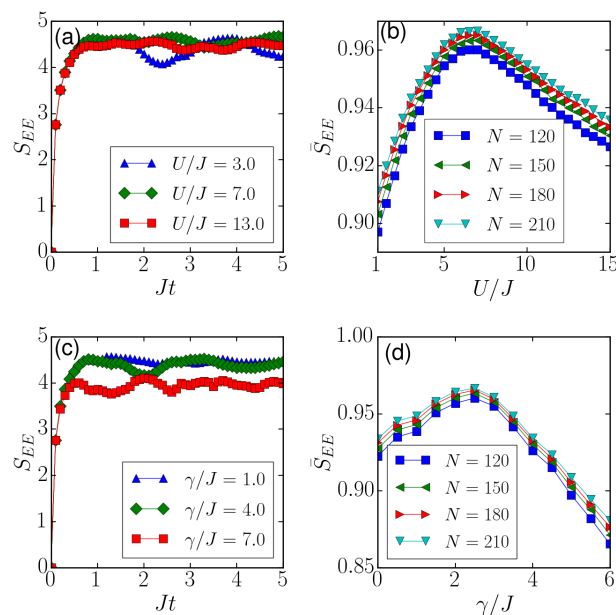 (a)
S_EE
5
4
3
2
1
0
0 1 2 3 4 5
Jt
U/J = 3.0
U/J = 7.0
U/J = 13.0
(b)
S̄_EE
0.96
0.94
0.92
0.90
1 5 10 15
U/J
N = 120
N = 150
N = 180
N = 210
(c)
S_EE
5
4
3
2
1
0
0 1 2 3 4 5
Jt
γ/J = 1.0
γ/J = 4.0
γ/J = 7.0
(d)
S̄_EE
1.00
0.95
0.90
0.85
0 2 4 6
γ/J
N = 120
N = 150
N = 180
N = 210